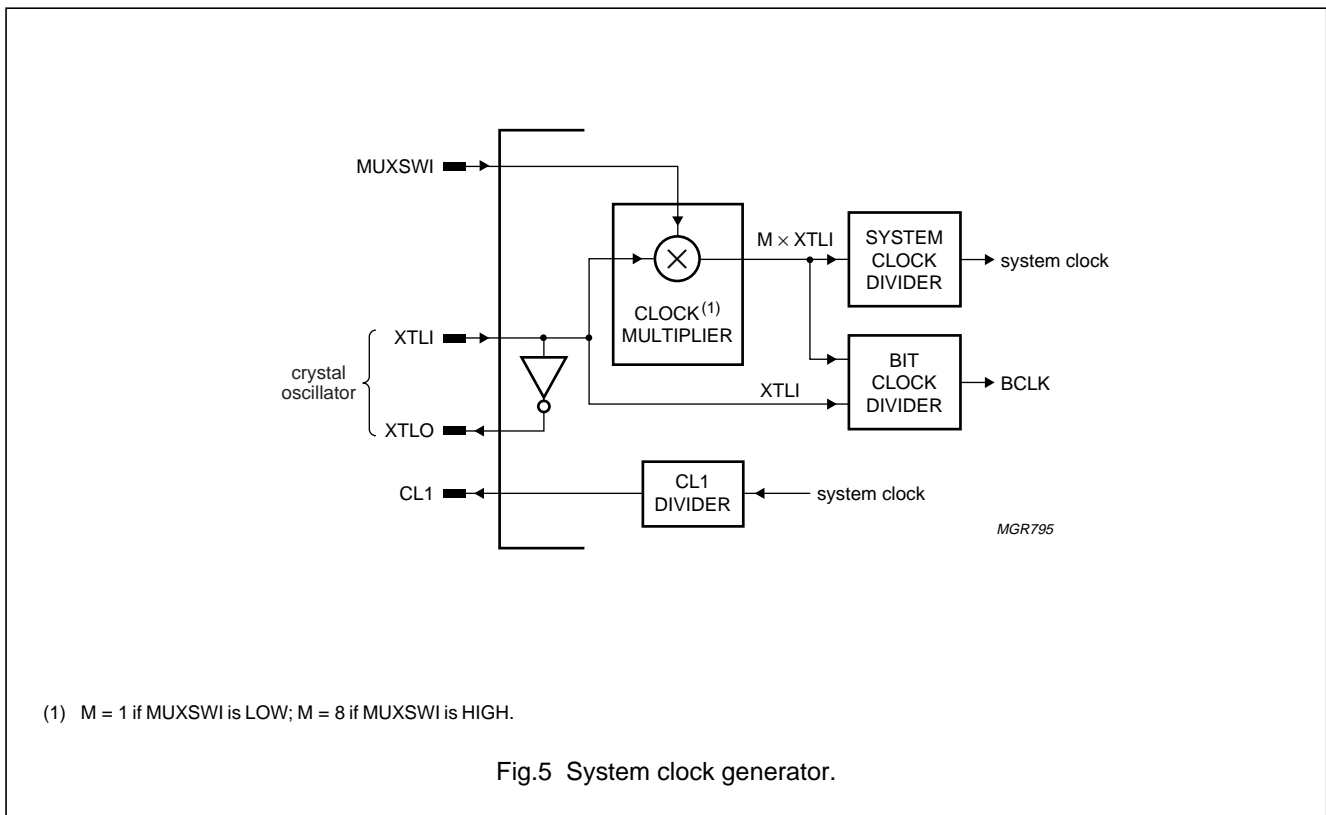 MUXSWI
M × XTLI
SYSTEM
CLOCK
DIVIDER
system clock
CLOCK(1)
MULTIPLIER
XTLI
crystal
oscillator
XTLO
XTLI
BIT
CLOCK
DIVIDER
BCLK
CL1
CL1
DIVIDER
system clock
MGR795
(1) M = 1 if MUXSWI is LOW; M = 8 if MUXSWI is HIGH.
Fig.5 System clock generator.